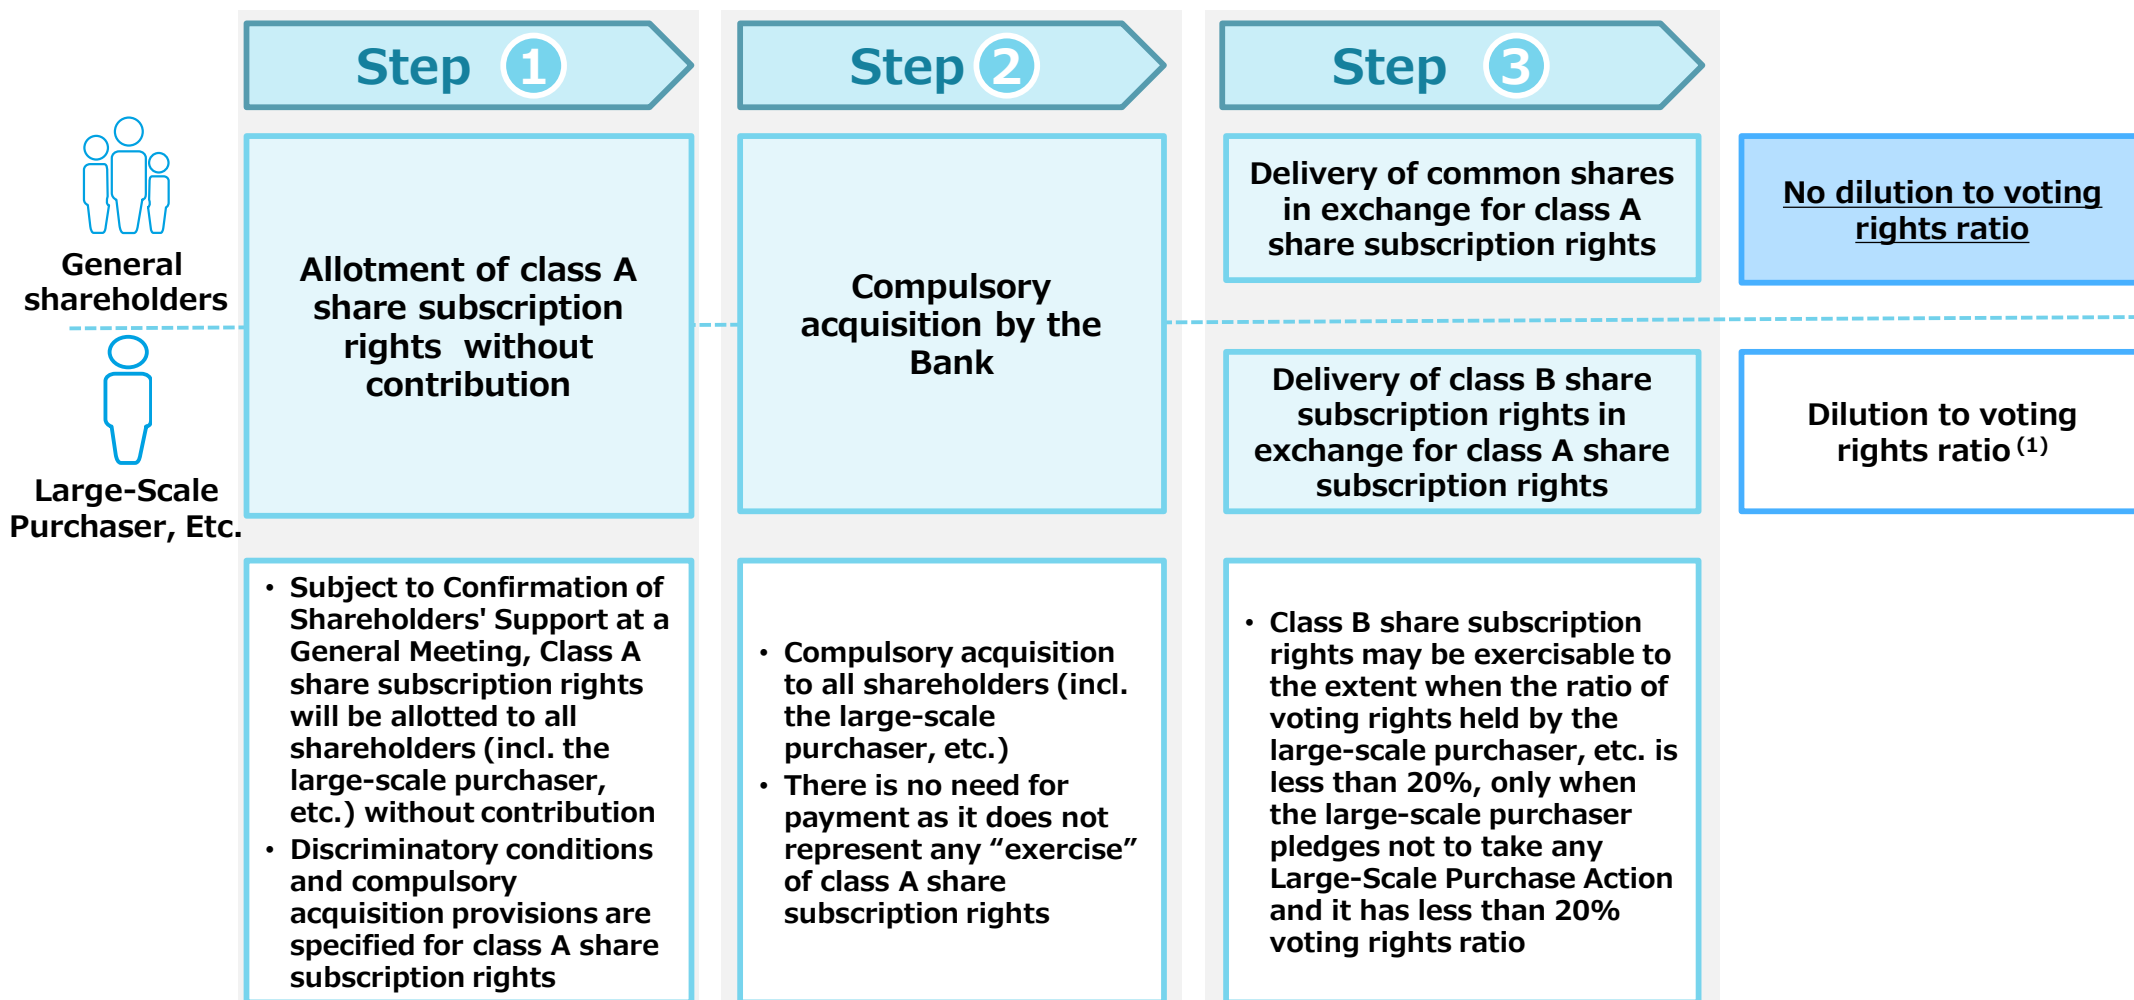 Step 1
Step 2
Step 3
General
shareholders
Large-Scale
Purchaser, Etc.
Allotment of class A
share subscription
rights without
contribution
Compulsory
acquisition by the
Bank
Delivery of common shares
in exchange for class A
share subscription rights
No dilution to voting
rights ratio
Delivery of class B share
subscription rights in
exchange for class A share
subscription rights
Dilution to voting
rights ratio (1)
• Subject to Confirmation of
Shareholders' Support at a
General Meeting, Class A
share subscription rights
will be allotted to all
shareholders (incl. the
large-scale purchaser,
etc.) without contribution
• Discriminatory conditions
and compulsory
acquisition provisions are
specified for class A share
subscription rights
• Compulsory acquisition
to all shareholders (incl.
the large-scale
purchaser, etc.)
• There is no need for
payment as it does not
represent any “exercise”
of class A share
subscription rights
• Class B share subscription
rights may be exercisable to
the extent when the ratio of
voting rights held by the
large-scale purchaser, etc. is
less than 20%, only when
the large-scale purchaser
pledges not to take any
Large-Scale Purchase Action
and it has less than 20%
voting rights ratio